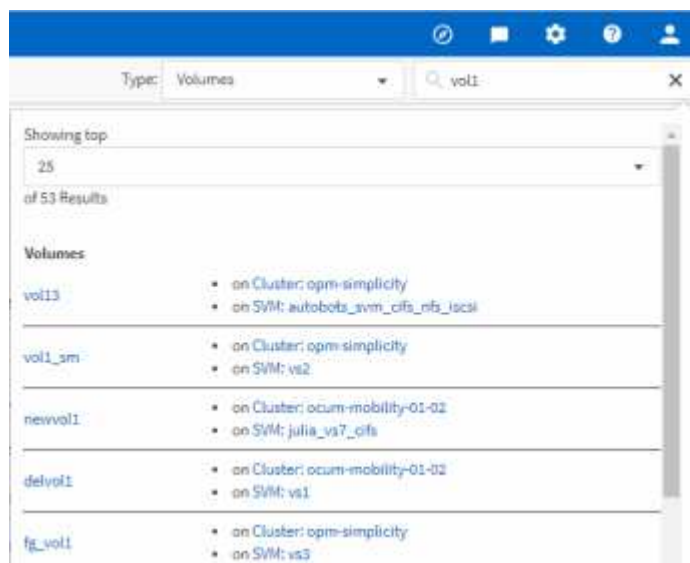 Type: Volumes vol1
Showing top
25
of 53 Results
Volumes
vol13
on Cluster: opm-simplicity
on SVM: autobots_svm_cifs_nfs_iscsi
vol1_sm
on Cluster: opm-simplicity
on SVM: vs2
newvol1
on Cluster: ocum-mobility-01-02
on SVM: julia_vs7_cifs
delvol1
on Cluster: ocum-mobility-01-02
on SVM: vs1
fg_vol1
on Cluster: opm-simplicity
on SVM: vs3